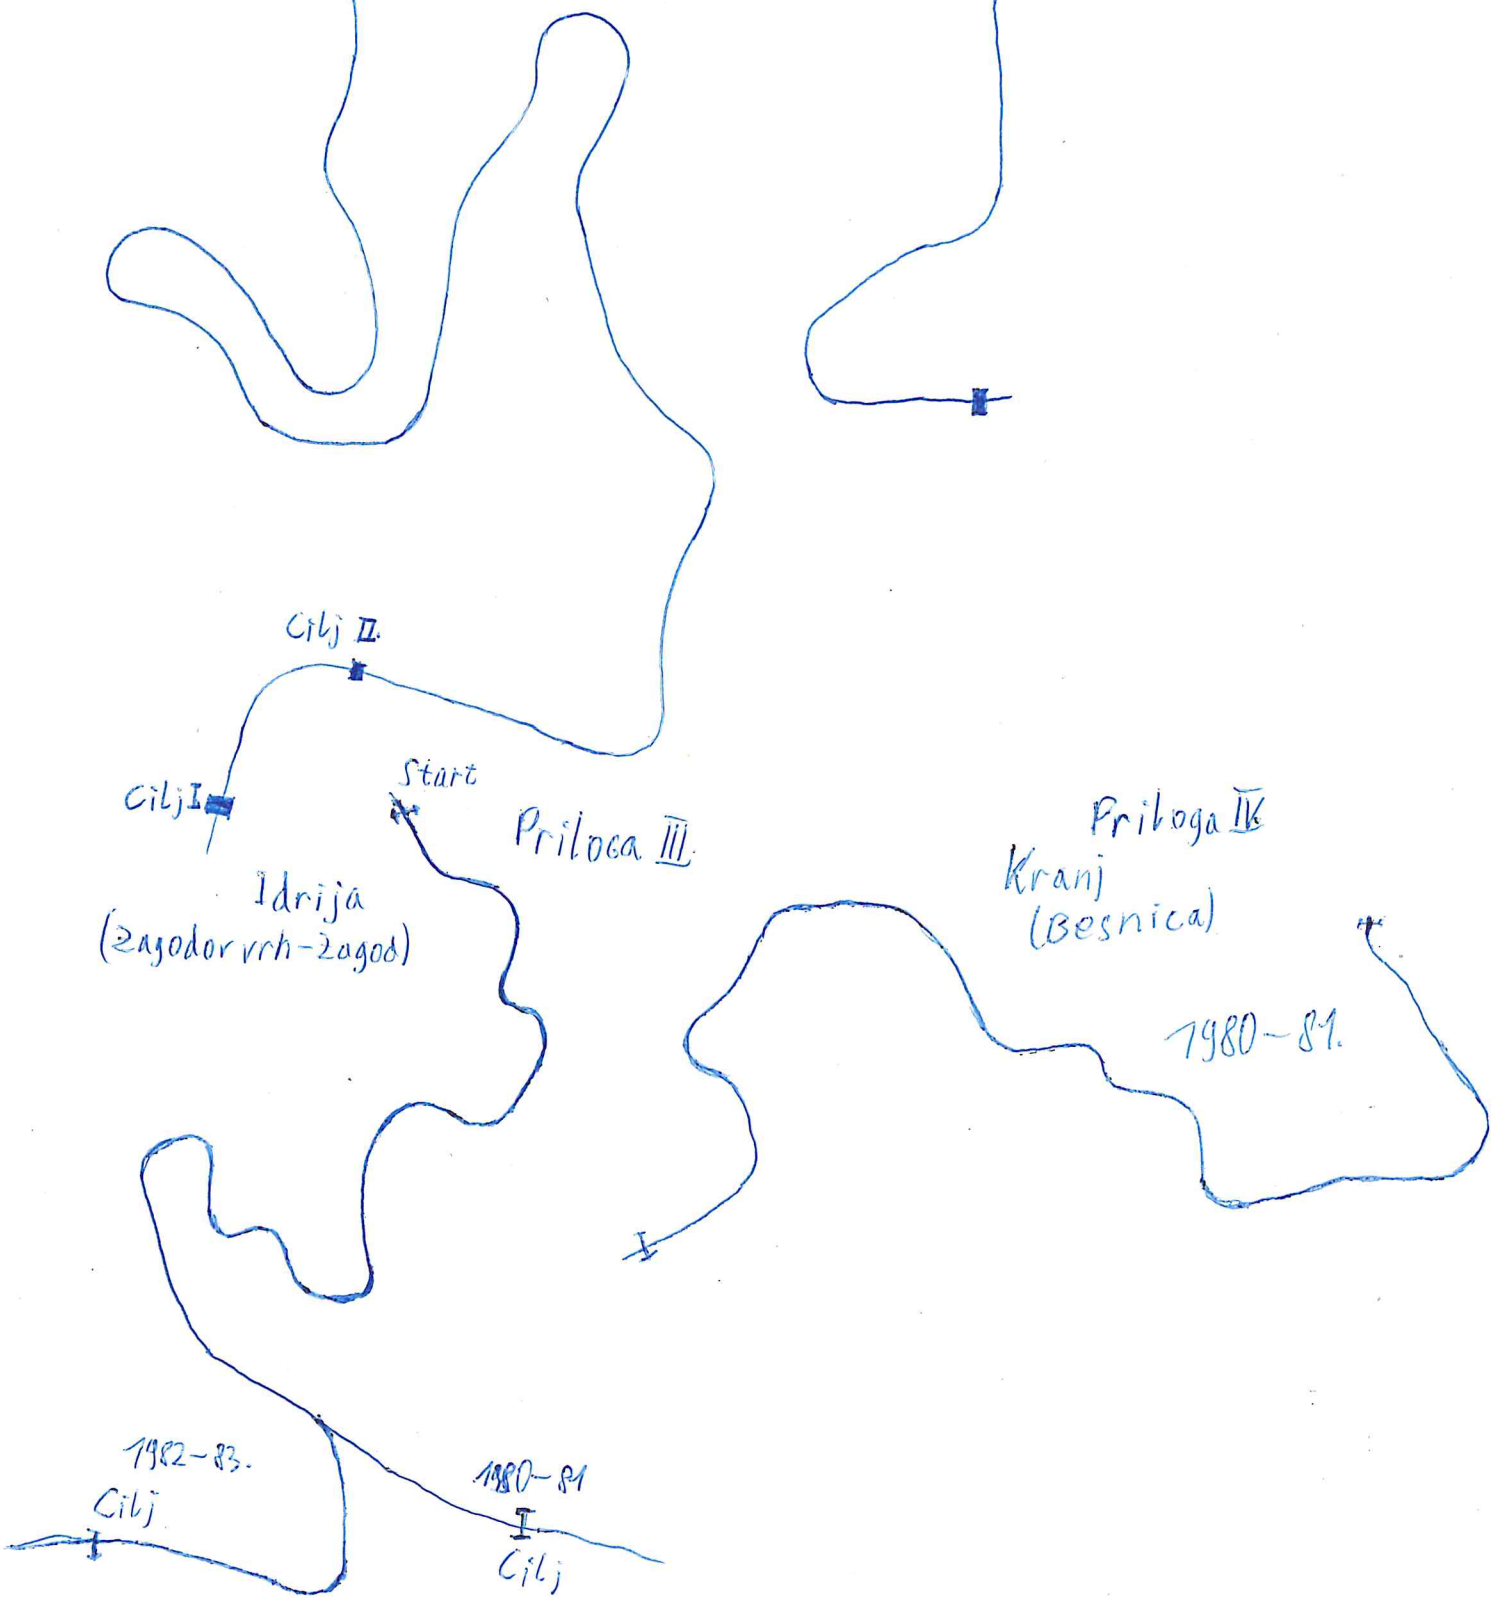 Cilj II.
Cilj I
Start
Priloga III.
Idrija
(Zagodov vrh-Zagod)
Priloga IV.
Kranj
(Besnica)
1980-81.
1982-83.
Cilj
1980-81
Cilj